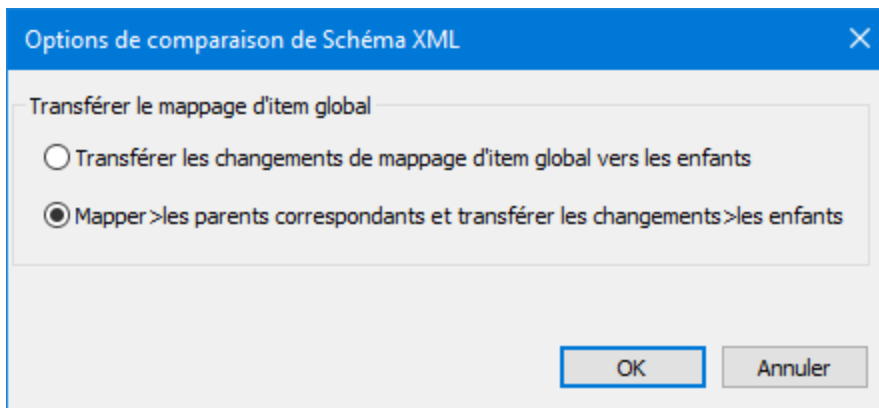 Options de comparaison de Schéma XML
Transférer le mappage d'item global
Transférer les changements de mappage d'item global vers les enfants
Mapper>les parents correspondants et transférer les changements>les enfants
OK
Annuler